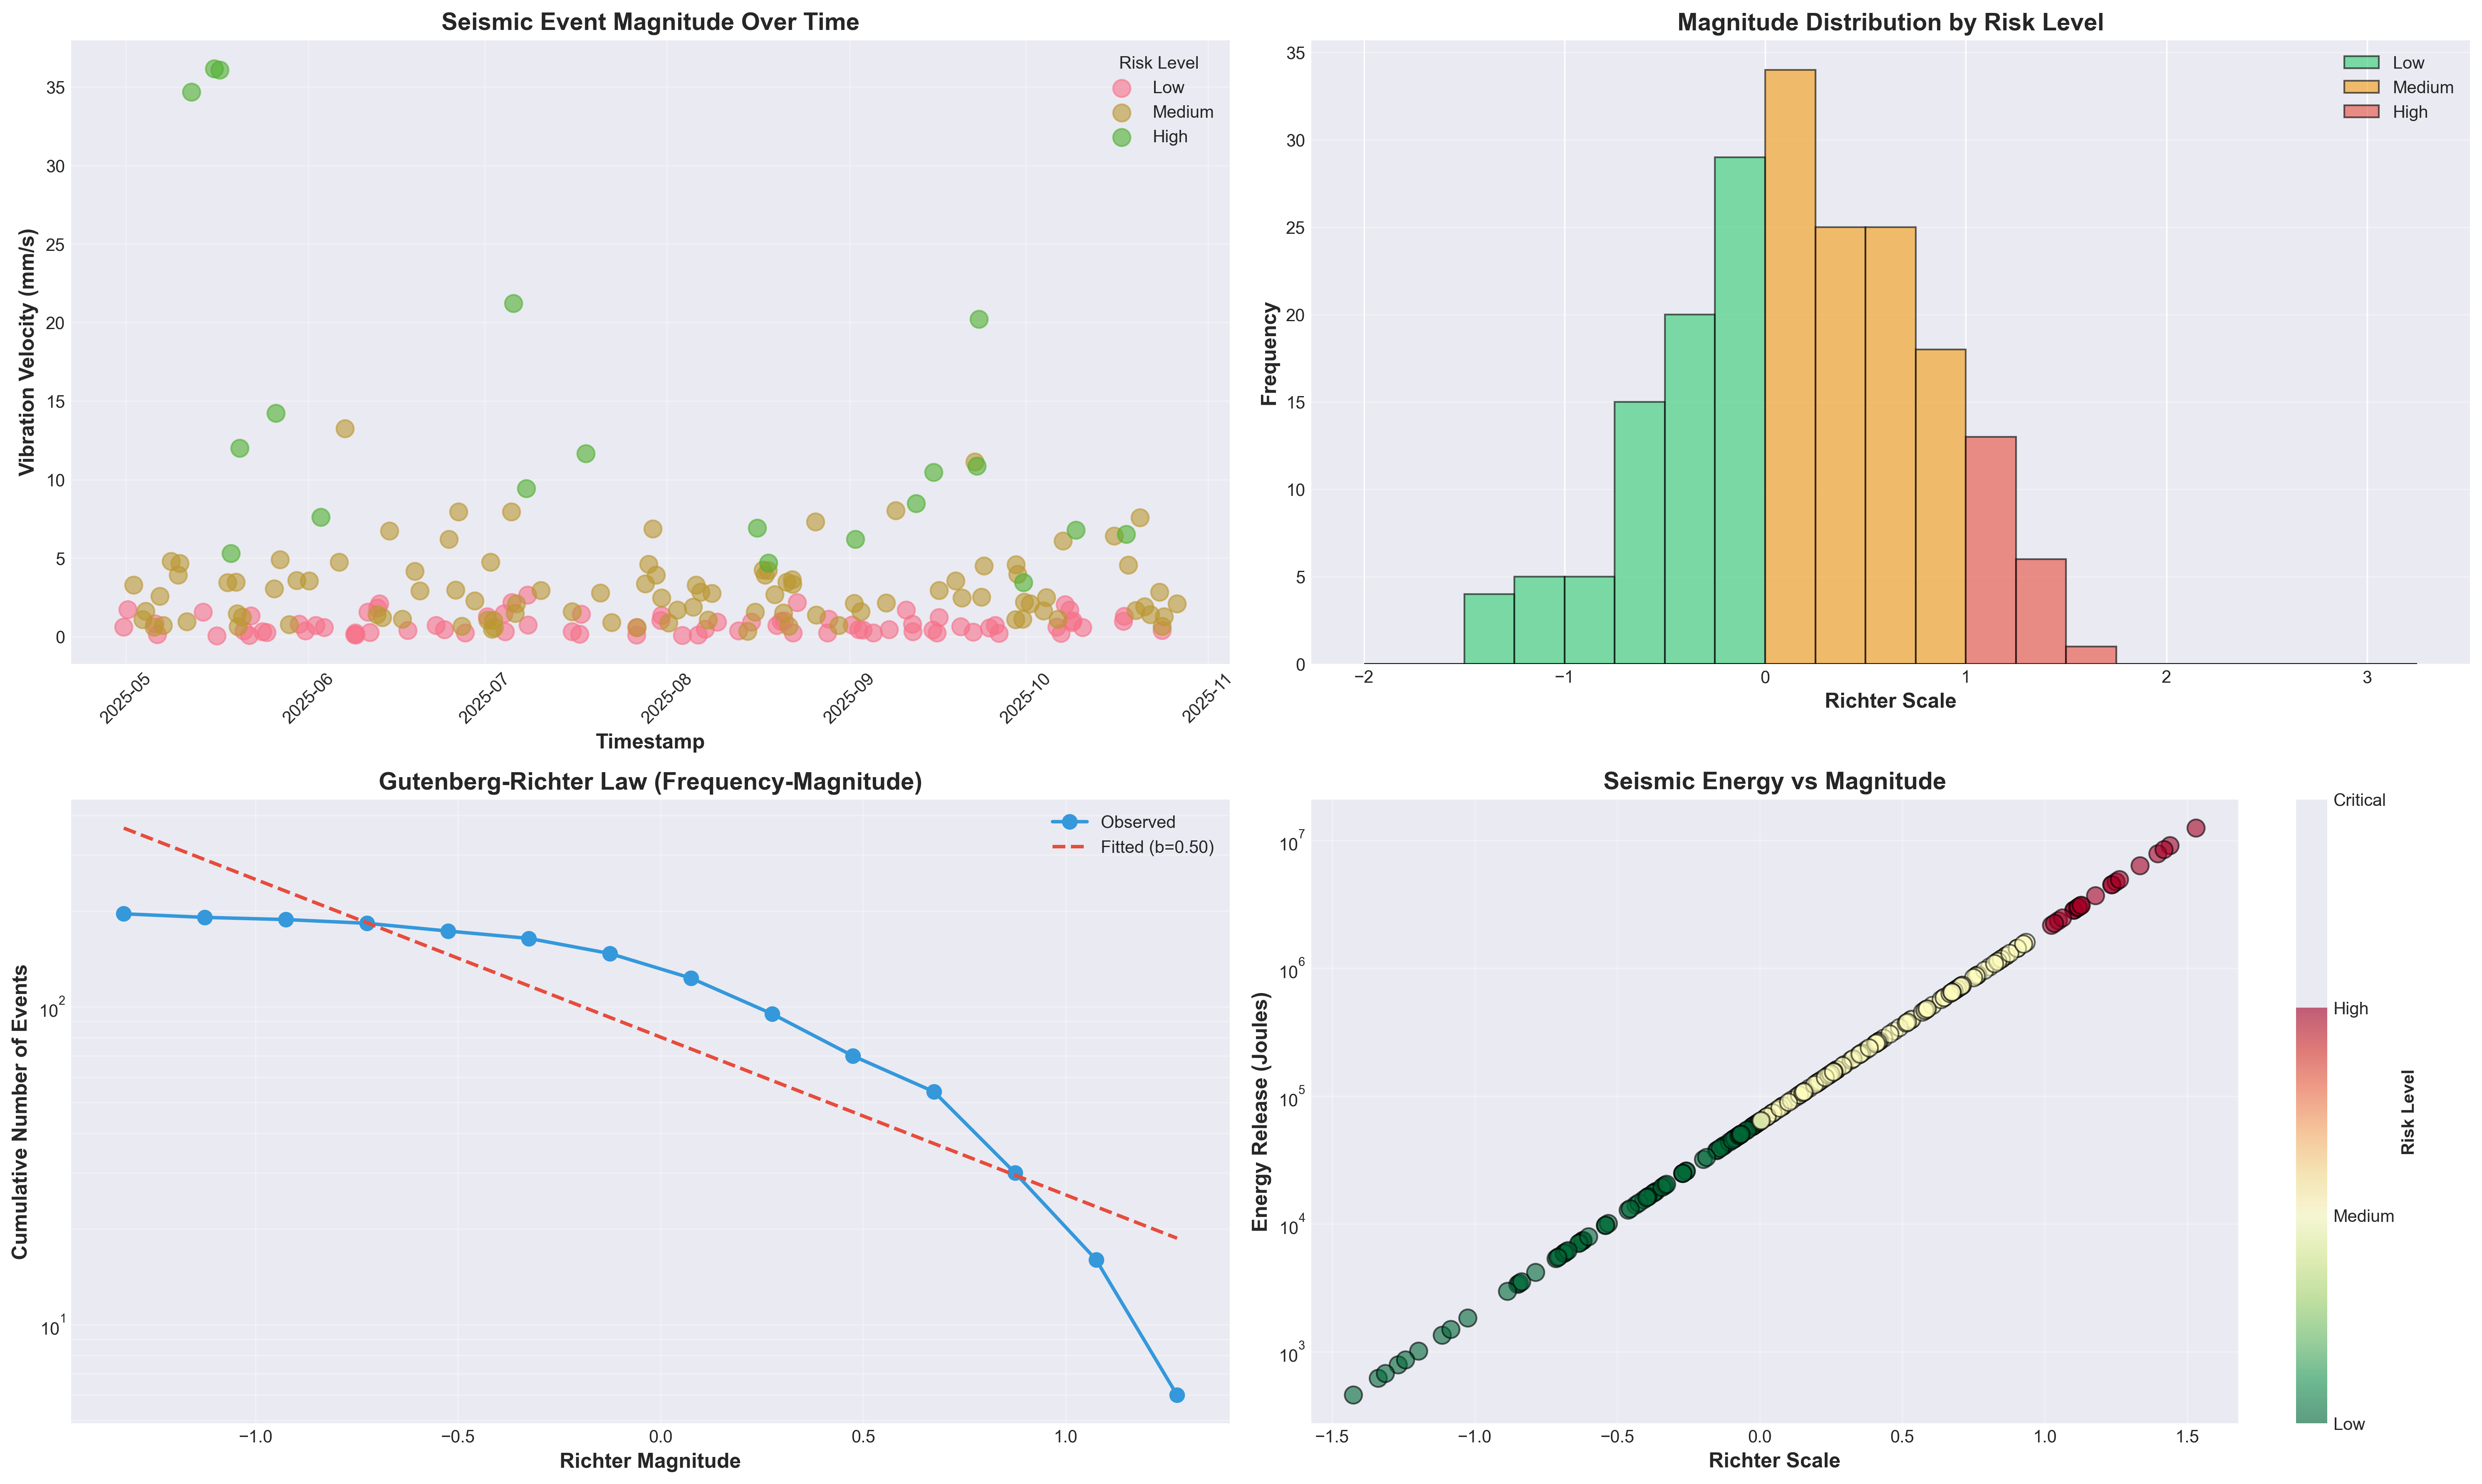 Seismic Event Magnitude Over Time
Vibration Velocity (mm/s)
35
30
25
20
15
10
5
0
Risk Level
Low
Medium
High
2025-05
2025-06
2025-07
2025-08
2025-09
2025-10
2025-11
Timestamp
Magnitude Distribution by Risk Level
Frequency
35
30
25
20
15
10
5
0
Low
Medium
High
−2
−1
0
1
2
3
Richter Scale
Gutenberg-Richter Law (Frequency-Magnitude)
Cumulative Number of Events
10²
10¹
Observed
Fitted (b=0.50)
−1.0
−0.5
0.0
0.5
1.0
Richter Magnitude
Seismic Energy vs Magnitude
Energy Release (Joules)
10⁷
10⁶
10⁵
10⁴
10³
−1.5
−1.0
−0.5
0.0
0.5
1.0
1.5
Richter Scale
Critical
High
Medium
Low
Risk Level